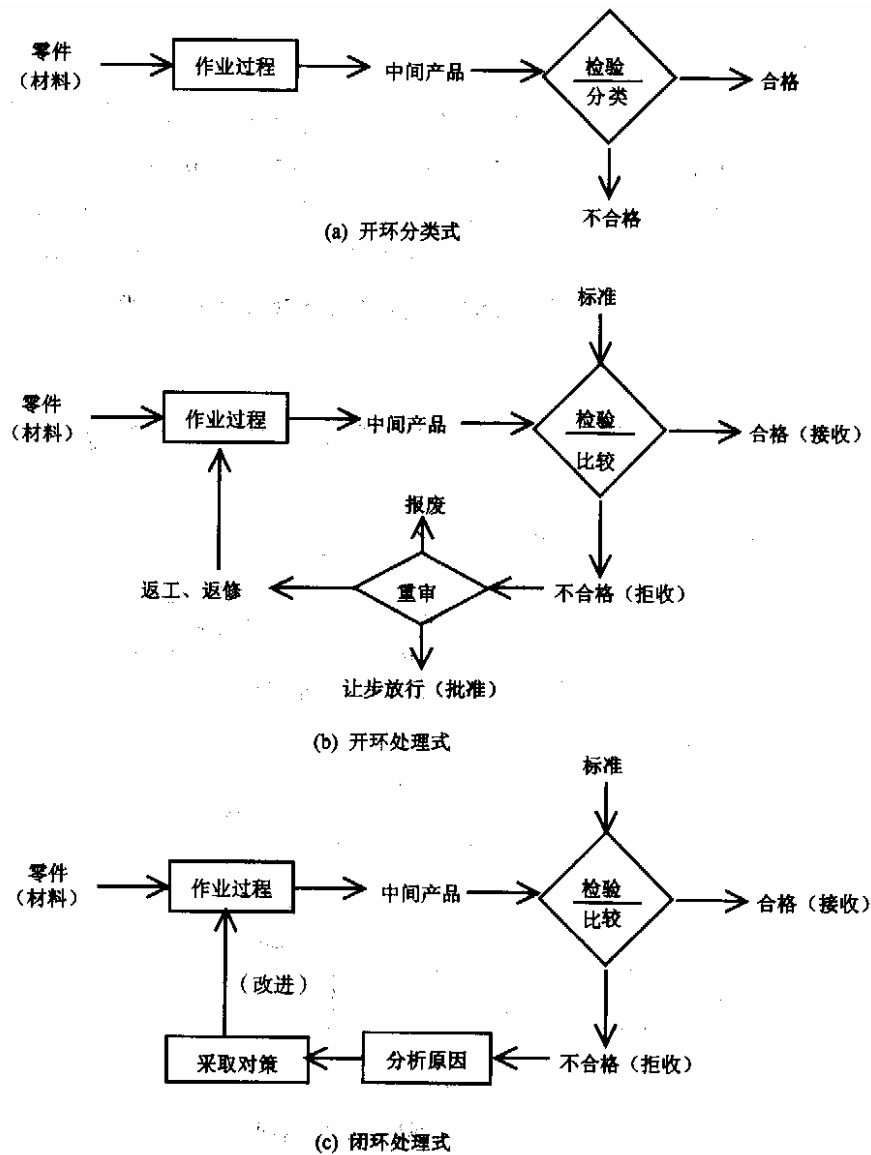 零件
（材料）
作业过程
中间产品
检验
分类
合格
不合格
(a) 开环分类式
标准
零件
（材料）
作业过程
中间产品
检验
比较
合格（接收）
报废
返工、返修
重审
不合格（拒收）
让步放行（批准）
(b) 开环处理式
标准
零件
（材料）
作业过程
中间产品
检验
比较
合格（接收）
（改进）
采取对策
分析原因
不合格（拒收）
(c) 闭环处理式